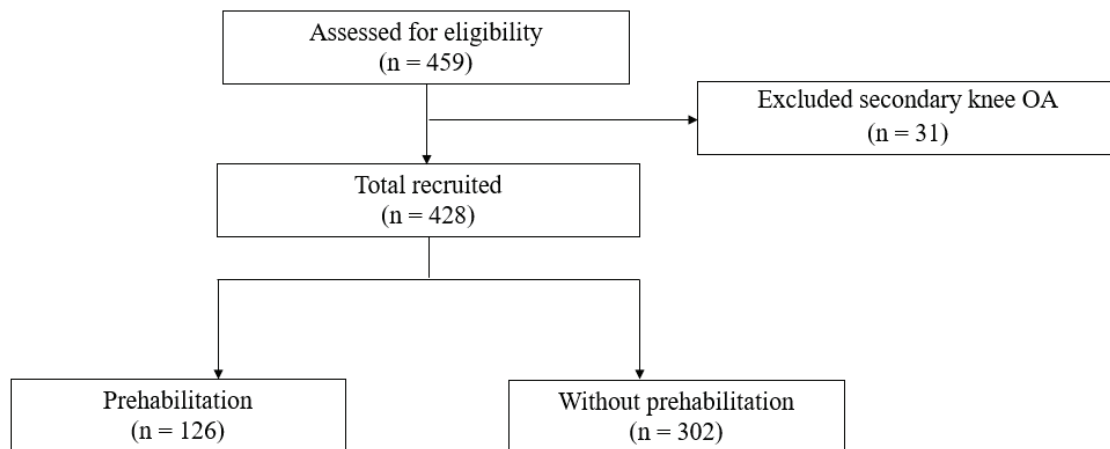 Assessed for eligibility
(n = 459)
Excluded secondary knee OA
(n = 31)
Total recruited
(n = 428)
Prehabilitation
(n = 126)
Without prehabilitation
(n = 302)